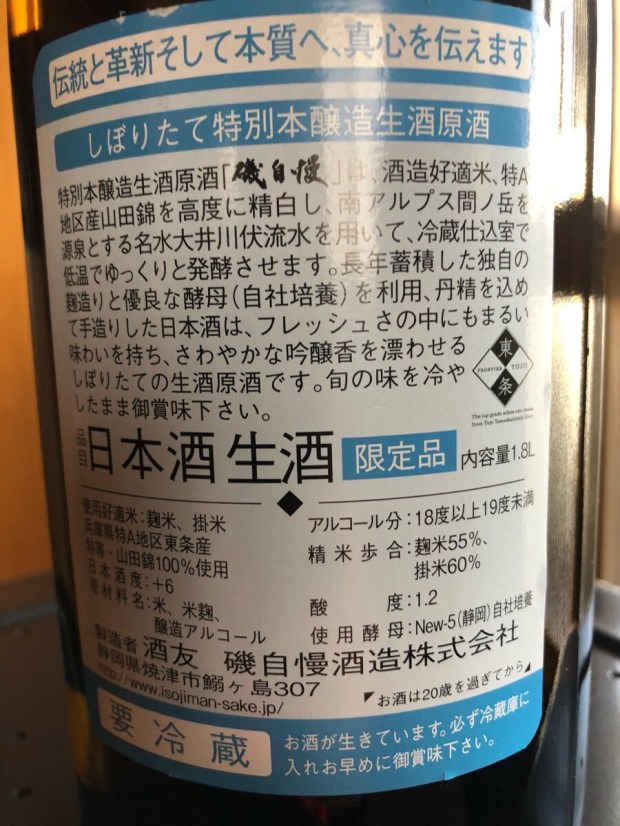 伝統と革新そして本質へ、真心を伝えます
しぼりたて特別本醸造生酒原酒
特別本醸造生酒原酒「磯自慢」は、酒造好適米、特A
地区産山田錦を高度に精白し、南アルプス間ノ岳を
源泉とする名水大井川伏流水を用いて、冷蔵仕込室で
低温でゆっくりと発酵させます。長年蓄積した独自の
麹造りと優良な酵母(自社培養)を利用、丹精を込め
て手造りした日本酒は、フレッシュさの中にもまるい
味わいを持ち、さわやかな吟醸香を漂わせる
しぼりたての生酒原酒です。旬の味を冷や
したまま御賞味下さい。
東条
FRONTIER TOJO
品目 日本酒 生酒 限定品 内容量1.8L
使用好適米:麹米、掛米
兵庫県特A地区東条産
特等・山田錦100%使用
日本酒度:+6
原材料名:米、米麹、
醸造アルコール
アルコール分:18度以上19度未満
精米歩合:麹米55%、
掛米60%
酸度:1.2
使用酵母:New-5(静岡)自社培養
製造者 酒友 磯自慢酒造株式会社
静岡県焼津市鰯ヶ島307
http://www.isojiman-sake.jp/
お酒は20歳を過ぎてから
要冷蔵
お酒が生きています。必ず冷蔵庫に
入れお早めに御賞味下さい。